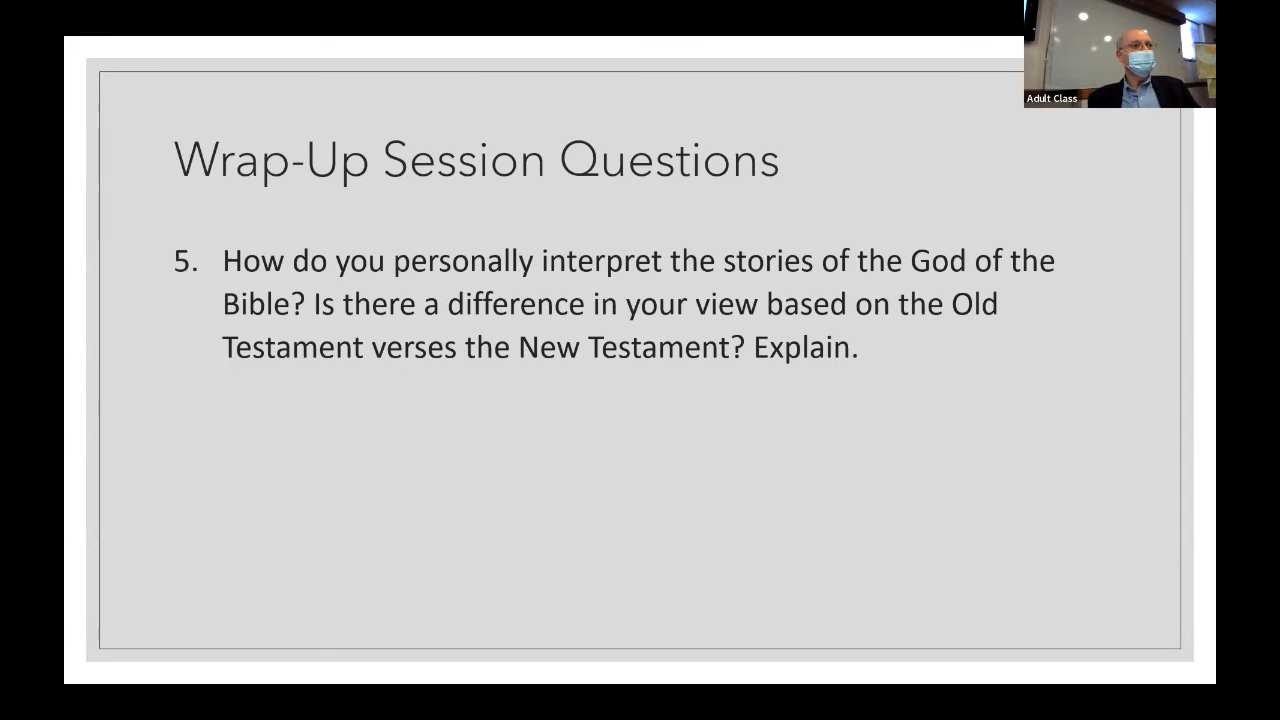 Adult Class
Wrap-Up Session Questions
5. How do you personally interpret the stories of the God of the
Bible? Is there a difference in your view based on the Old
Testament verses the New Testament? Explain.